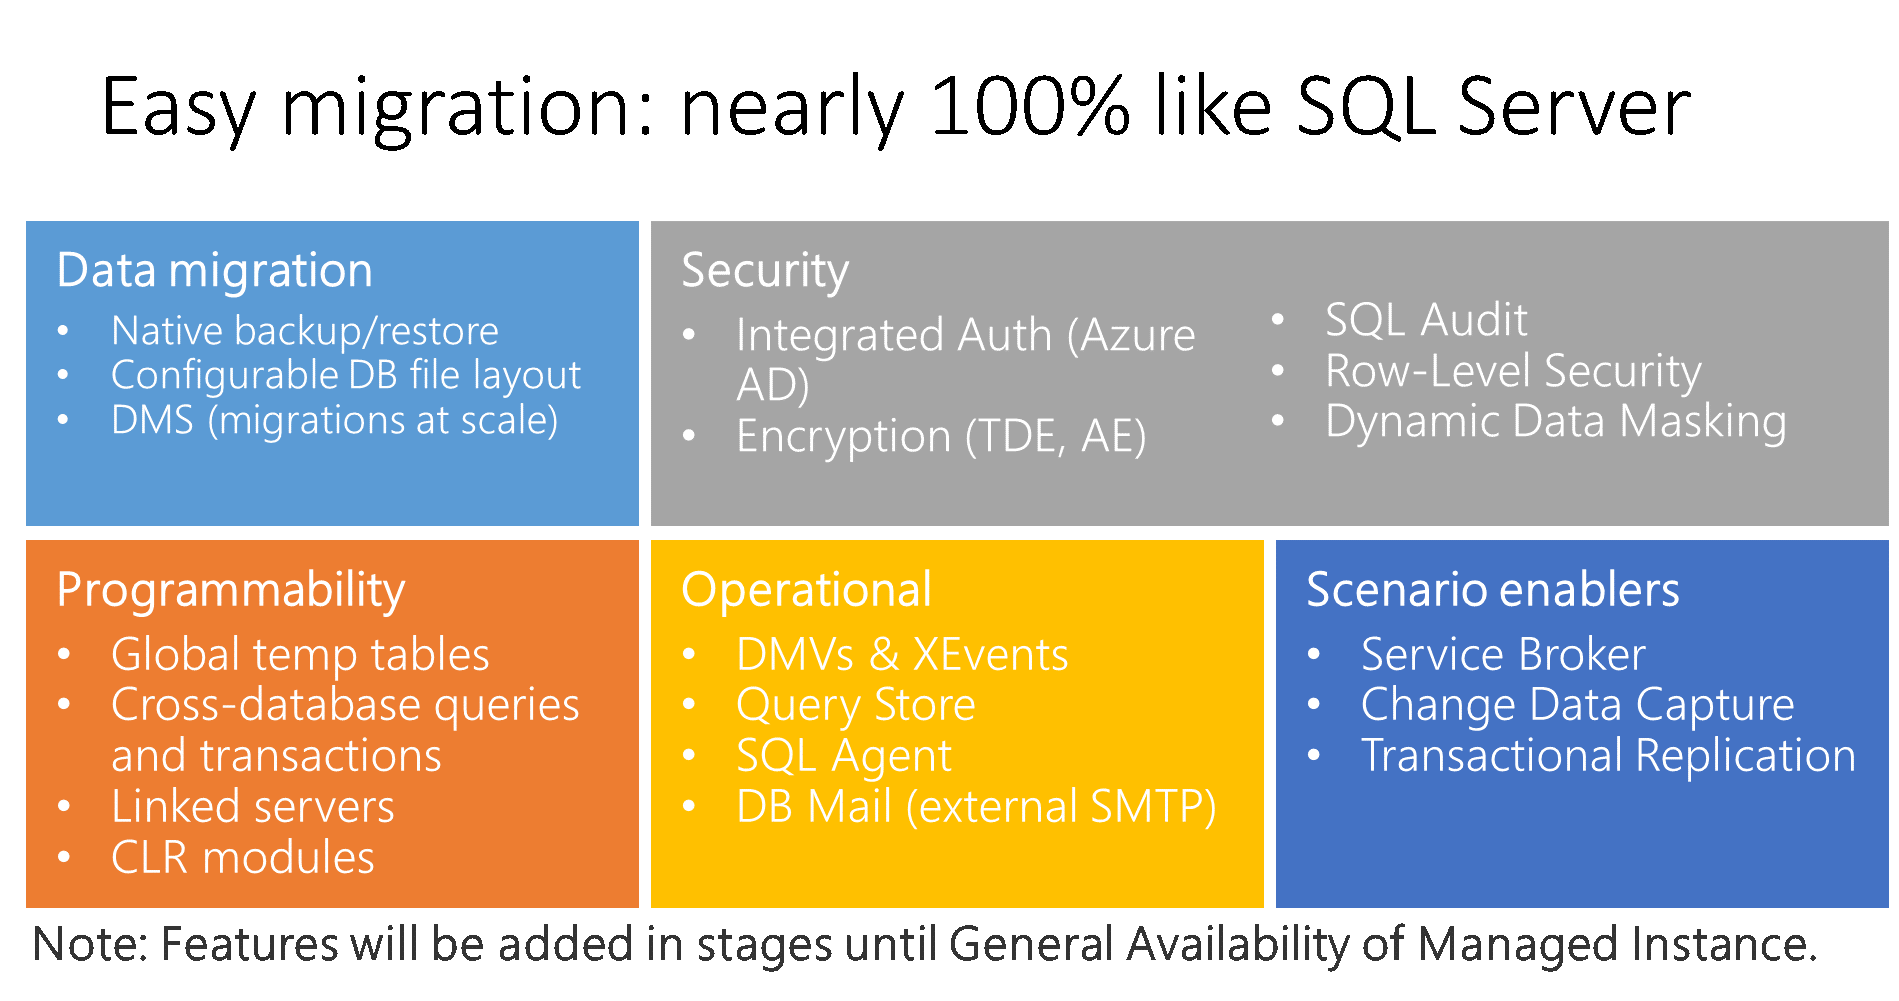 Easy migration: nearly 100% like SQL Server
Data migration
• Native backup/restore
• Configurable DB file layout
• DMS (migrations at scale)
Security
• Integrated Auth (Azure
AD)
• Encryption (TDE, AE)
• SQL Audit
• Row-Level Security
• Dynamic Data Masking
Programmability
• Global temp tables
• Cross-database queries
and transactions
• Linked servers
• CLR modules
Operational
• DMVs & XEvents
• Query Store
• SQL Agent
• DB Mail (external SMTP)
Scenario enablers
• Service Broker
• Change Data Capture
• Transactional Replication
Note: Features will be added in stages until General Availability of Managed Instance.